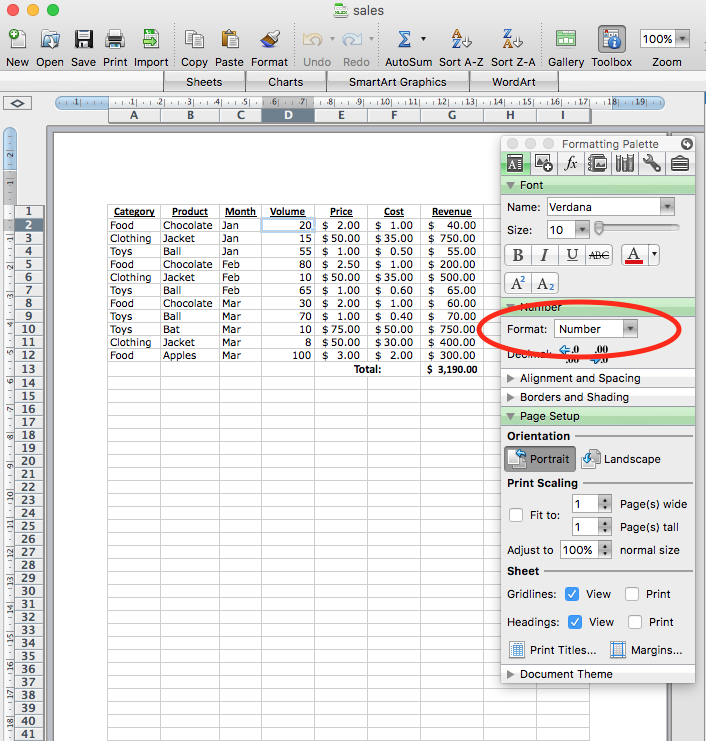 sales
New Open Save Print Import Copy Paste Format Undo Redo AutoSum Sort A-Z Sort Z-A Gallery Toolbox 100% Zoom
Sheets Charts SmartArt Graphics WordArt
A B C D E F G H I
Formatting Palette
Font
Name: Verdana
Size: 10
B I U ABC A
A2 A2
Number
Format: Number
Decimal: .0 .00 .00 .0
Alignment and Spacing
Borders and Shading
Page Setup
Orientation
Portrait Landscape
Print Scaling
Fit to: 1 Page(s) wide
1 Page(s) tall
Adjust to 100% normal size
Sheet
Gridlines: View Print
Headings: View Print
Print Titles... Margins...
Document Theme
1 Category Product Month Volume Price Cost Revenue
2 Food Chocolate Jan 20 $ 2.00 $ 1.00 $ 40.00
3 Clothing Jacket Jan 15 $50.00 $35.00 $ 750.00
4 Toys Ball Jan 55 $ 1.00 $ 0.50 $ 55.00
5 Food Chocolate Feb 80 $ 2.50 $ 1.00 $ 200.00
6 Clothing Jacket Feb 10 $50.00 $35.00 $ 500.00
7 Toys Ball Feb 65 $ 1.00 $ 0.60 $ 65.00
8 Food Chocolate Mar 30 $ 2.00 $ 1.00 $ 60.00
9 Toys Ball Mar 70 $ 1.00 $ 0.40 $ 70.00
10 Toys Bat Mar 10 $75.00 $50.00 $ 750.00
11 Clothing Jacket Mar 8 $50.00 $30.00 $ 400.00
12 Food Apples Mar 100 $ 3.00 $ 2.00 $ 300.00
13 Total: $ 3,190.00
14
15
16
17
18
19
20
21
22
23
24
25
26
27
28
29
30
31
32
33
34
35
36
37
38
39
40
41